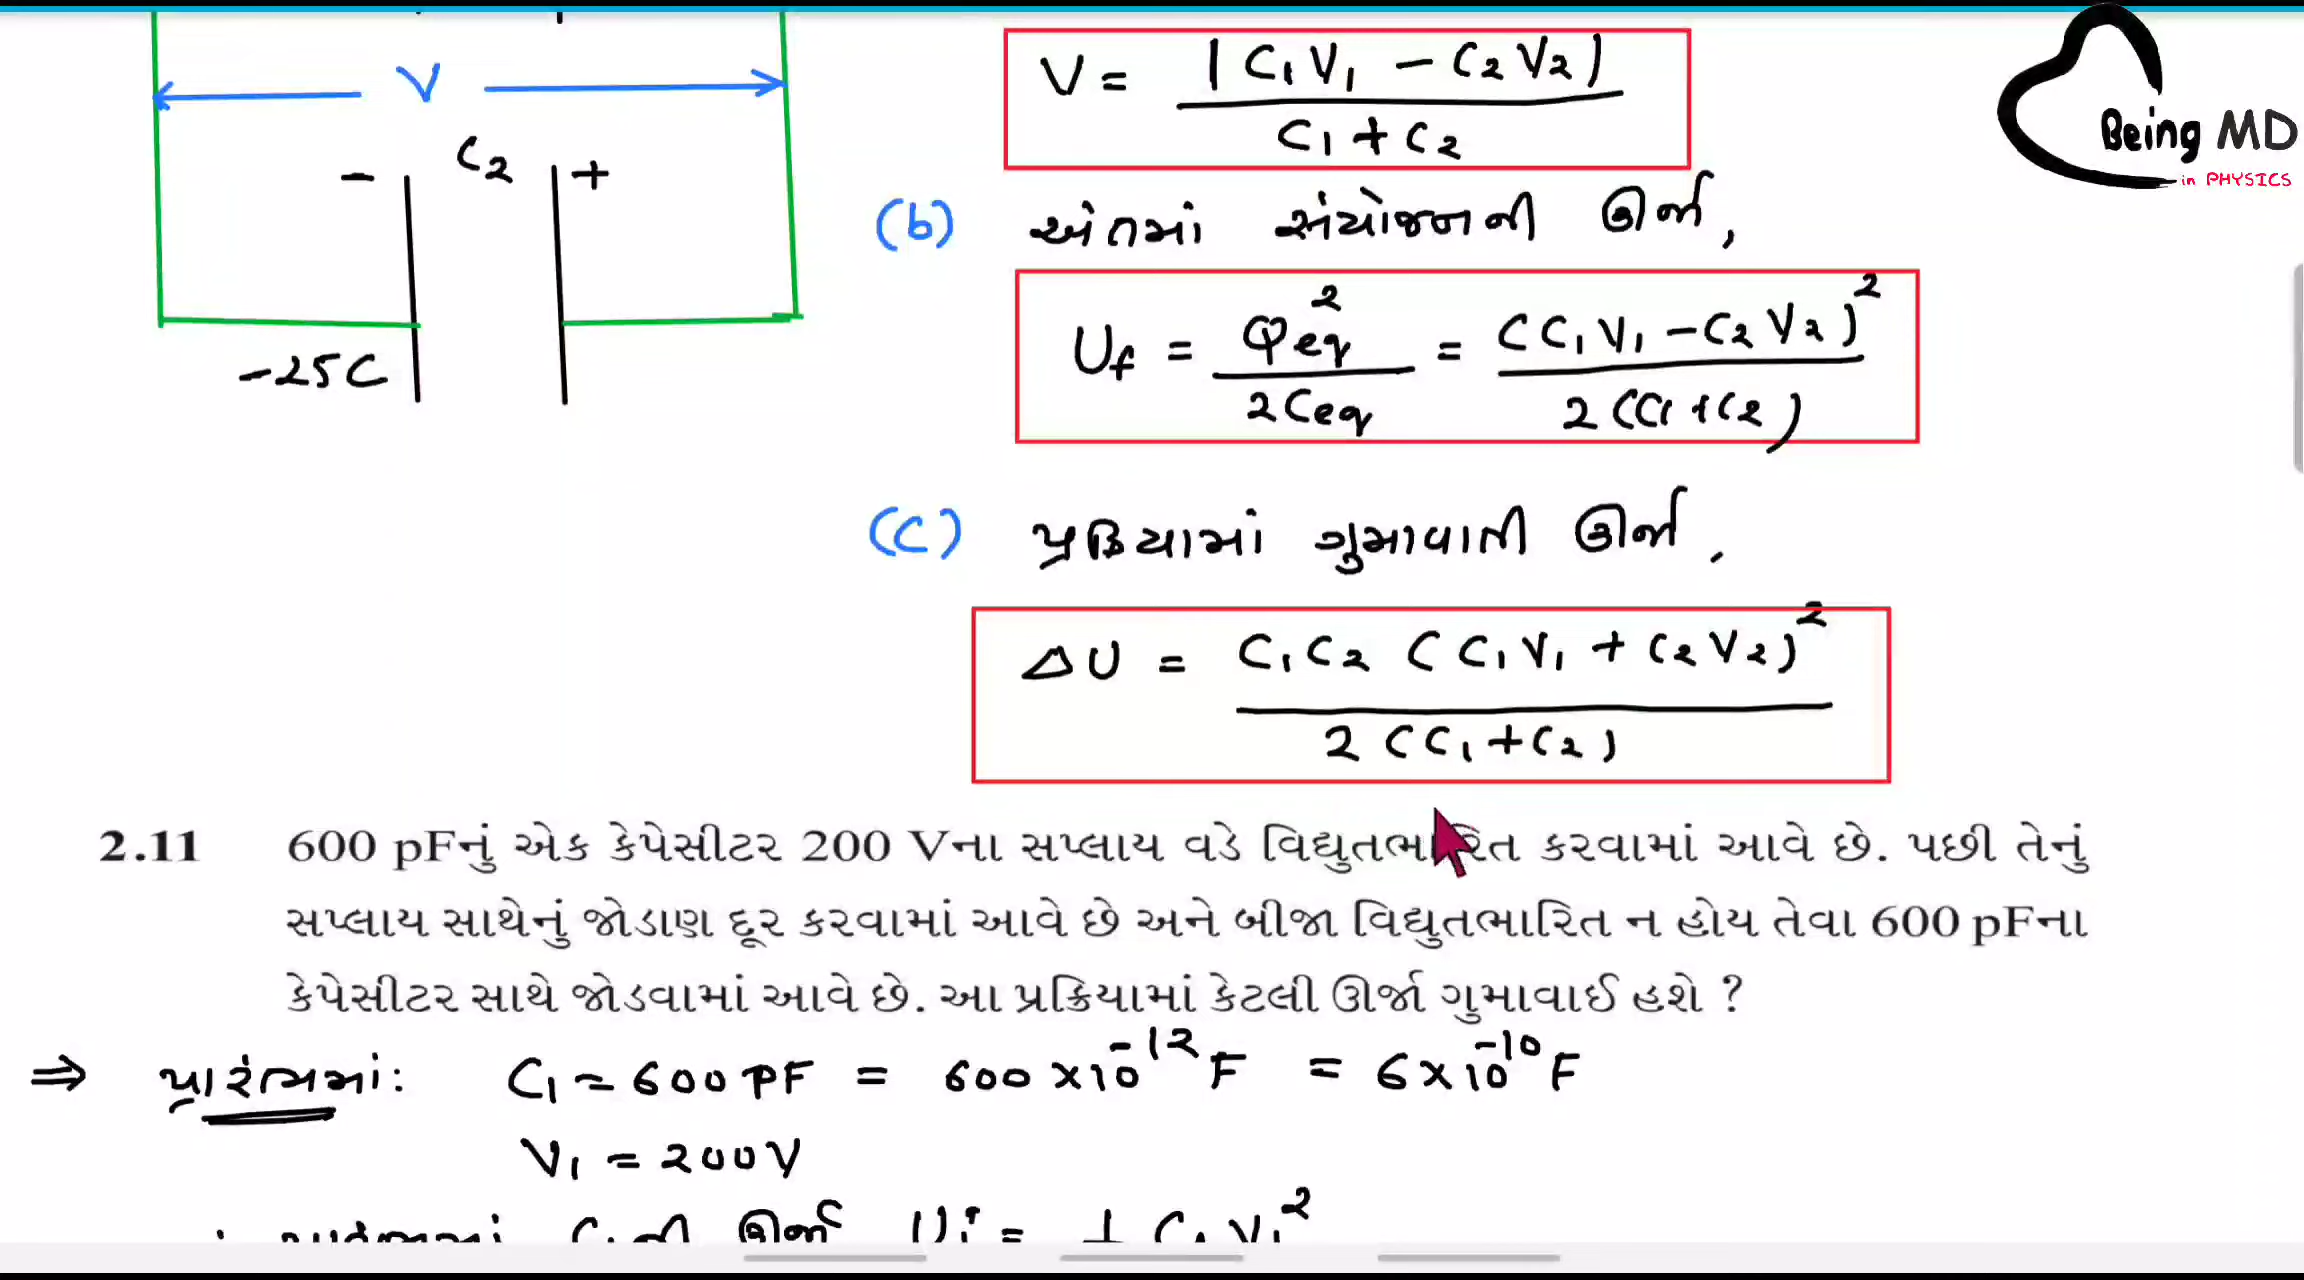 V
C₂
- +
-25C
V = |C₁V₁ - C₂V₂| / C₁ + C₂
Being MD
in PHYSICS
(b) અંતમાં સંયોજનની ઊર્જા,
U_f = Q_eq² / 2C_eq = (C₁V₁ - C₂V₂)² / 2(C₁ + C₂)
(c) પ્રક્રિયામાં ગુમાવાતી ઊર્જા.
ΔU = C₁C₂ (C₁V₁ + C₂V₂)² / 2(C₁ + C₂)
2.11 600 pFનું એક કેપેસીટર 200 Vના સપ્લાય વડે વિદ્યુતભારિત કરવામાં આવે છે. પછી તેનું
સપ્લાય સાથેનું જોડાણ દૂર કરવામાં આવે છે અને બીજા વિદ્યુતભારિત ન હોય તેવા 600 pFના
કેપેસીટર સાથે જોડવામાં આવે છે. આ પ્રક્રિયામાં કેટલી ઊર્જા ગુમાવાઈ હશે ?
⇒ પ્રારંભમાં: C₁ = 600 PF = 600 × 10⁻¹² F = 6 × 10⁻¹⁰ F
V₁ = 200V